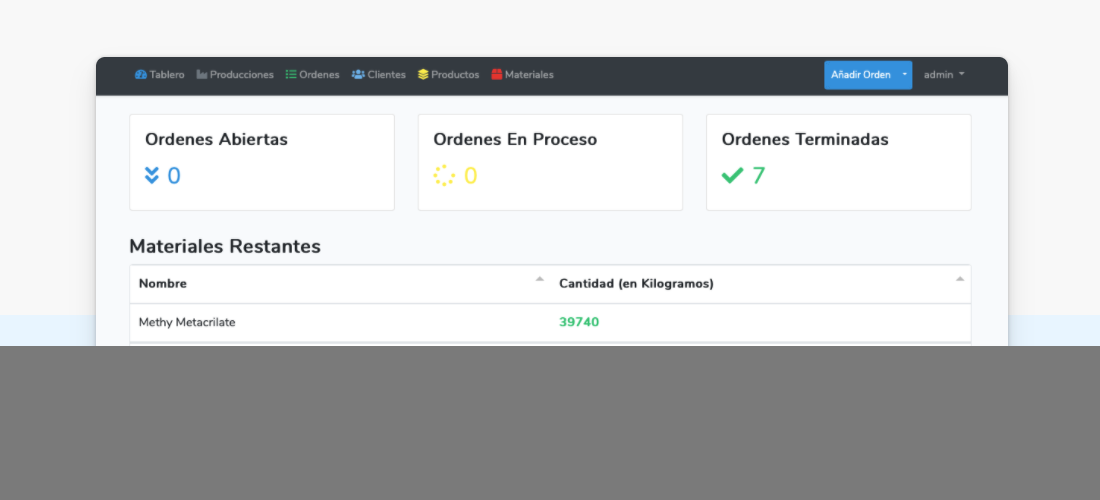 Tablero Producciones Ordenes Clientes Productos Materiales Añadir Orden admin
Ordenes Abiertas
0
Ordenes En Proceso
0
Ordenes Terminadas
7
Materiales Restantes
Nombre Cantidad (en Kilogramos)
Methy Metacrilate 39740